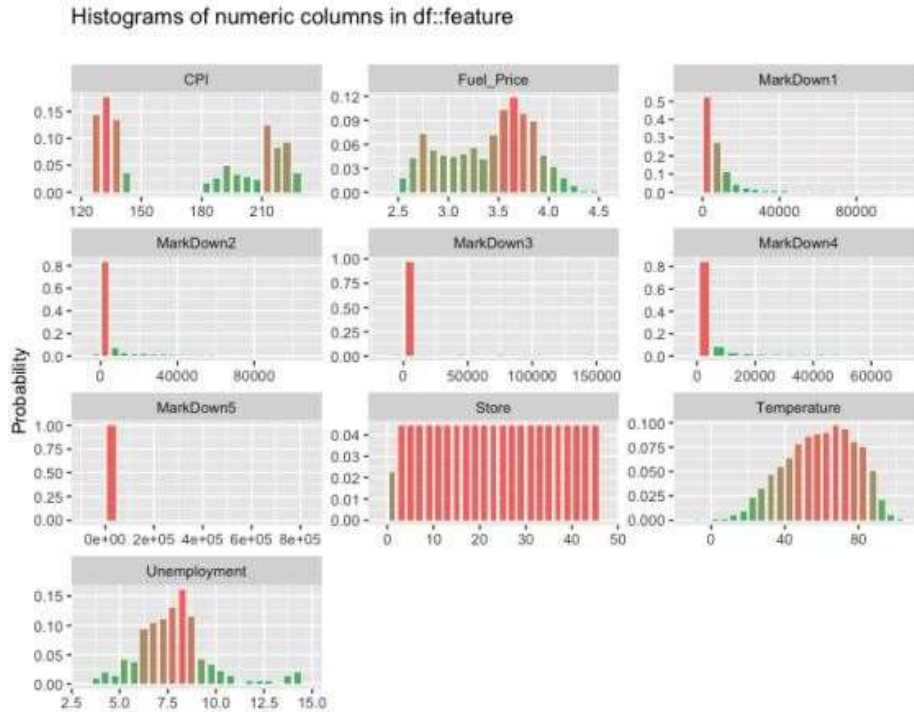 Histograms of numeric columns in df::feature
Probability
CPI
0.15
0.10
0.05
0.00
120 150 180 210
Fuel_Price
0.12
0.09
0.06
0.03
0.00
2.5 3.0 3.5 4.0 4.5
MarkDown1
0.5
0.4
0.3
0.2
0.1
0.0
0 40000 80000
MarkDown2
0.8
0.6
0.4
0.2
0.0
0 40000 80000
MarkDown3
1.00
0.75
0.50
0.25
0.00
0 50000 100000 150000
MarkDown4
0.8
0.6
0.4
0.2
0.0
0 20000 40000 60000
MarkDown5
1.00
0.75
0.50
0.25
0.00
0e+00 2e+05 4e+05 6e+05 8e+05
Store
0.04
0.03
0.02
0.01
0.00
0 10 20 30 40 50
Temperature
0.100
0.075
0.050
0.025
0.000
0 40 80
Unemployment
0.15
0.10
0.05
0.00
2.5 5.0 7.5 10.0 12.5 15.0